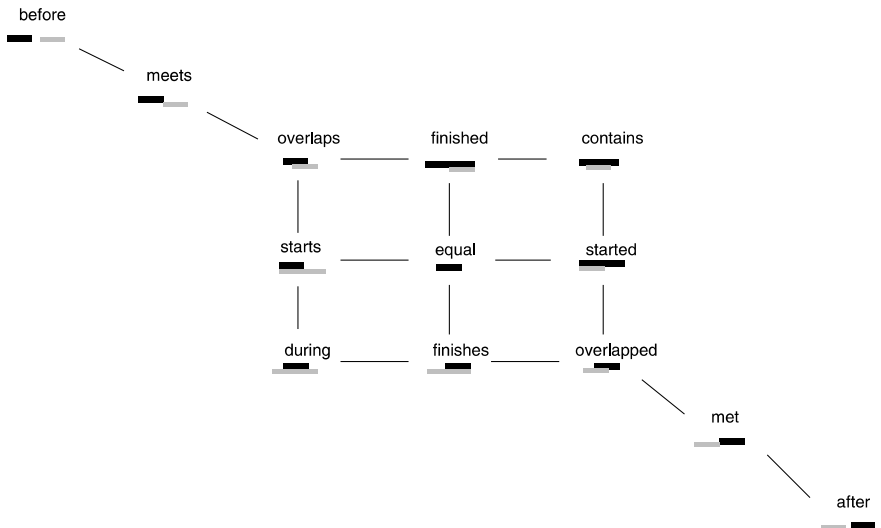 before
meets
overlaps finished contains
starts equal started
during finishes overlapped
met
after